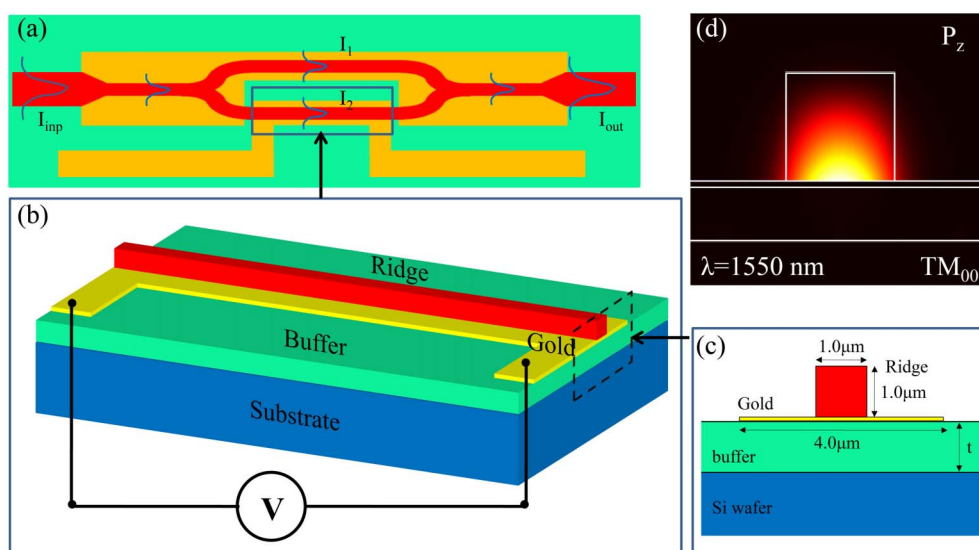 (a)
I₁
I₂
Iinp
Iout
(b)
Ridge
Buffer
Gold
Substrate
V
(d)
Pz
λ=1550 nm
TM₀₀
(c)
1.0μm
Ridge
1.0μm
Gold
4.0μm
buffer
t
Si wafer